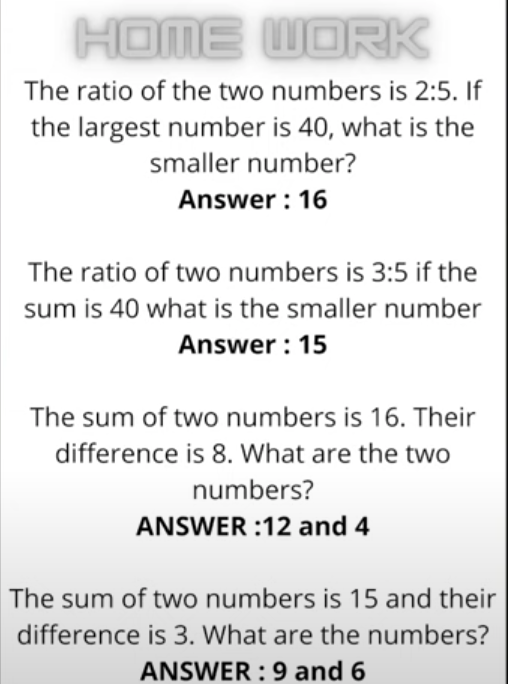 HOME WORK
The ratio of the two numbers is 2:5. If
the largest number is 40, what is the
smaller number?
Answer : 16
The ratio of two numbers is 3:5 if the
sum is 40 what is the smaller number
Answer : 15
The sum of two numbers is 16. Their
difference is 8. What are the two
numbers?
ANSWER :12 and 4
The sum of two numbers is 15 and their
difference is 3. What are the numbers?
ANSWER : 9 and 6